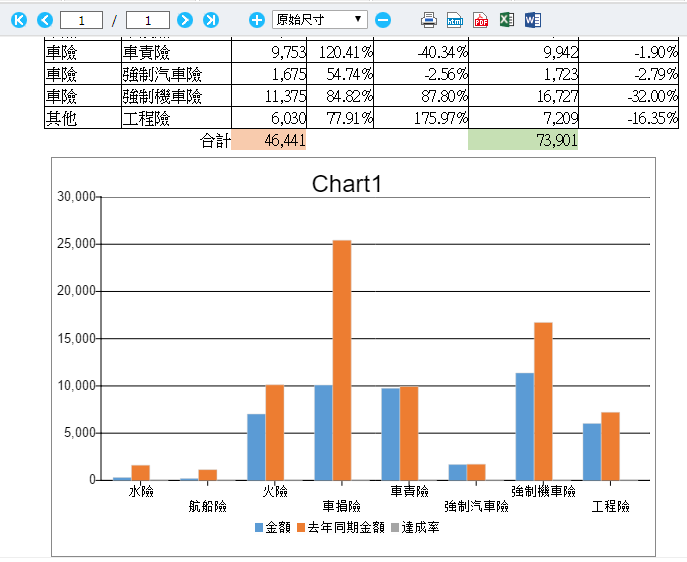 1 / 1 原始尺寸 html PDF X W
車險 車責險 9,753 120.41% -40.34% 9,942 -1.90%
車險 強制汽車險 1,675 54.74% -2.56% 1,723 -2.79%
車險 強制機車險 11,375 84.82% 87.80% 16,727 -32.00%
其他 工程險 6,030 77.91% 175.97% 7,209 -16.35%
合計 46,441 73,901
Chart1
30,000
25,000
20,000
15,000
10,000
5,000
0
水險 火險 車責險 強制機車險
航船險 車損險 強制汽車險 工程險
金額 去年同期金額 達成率